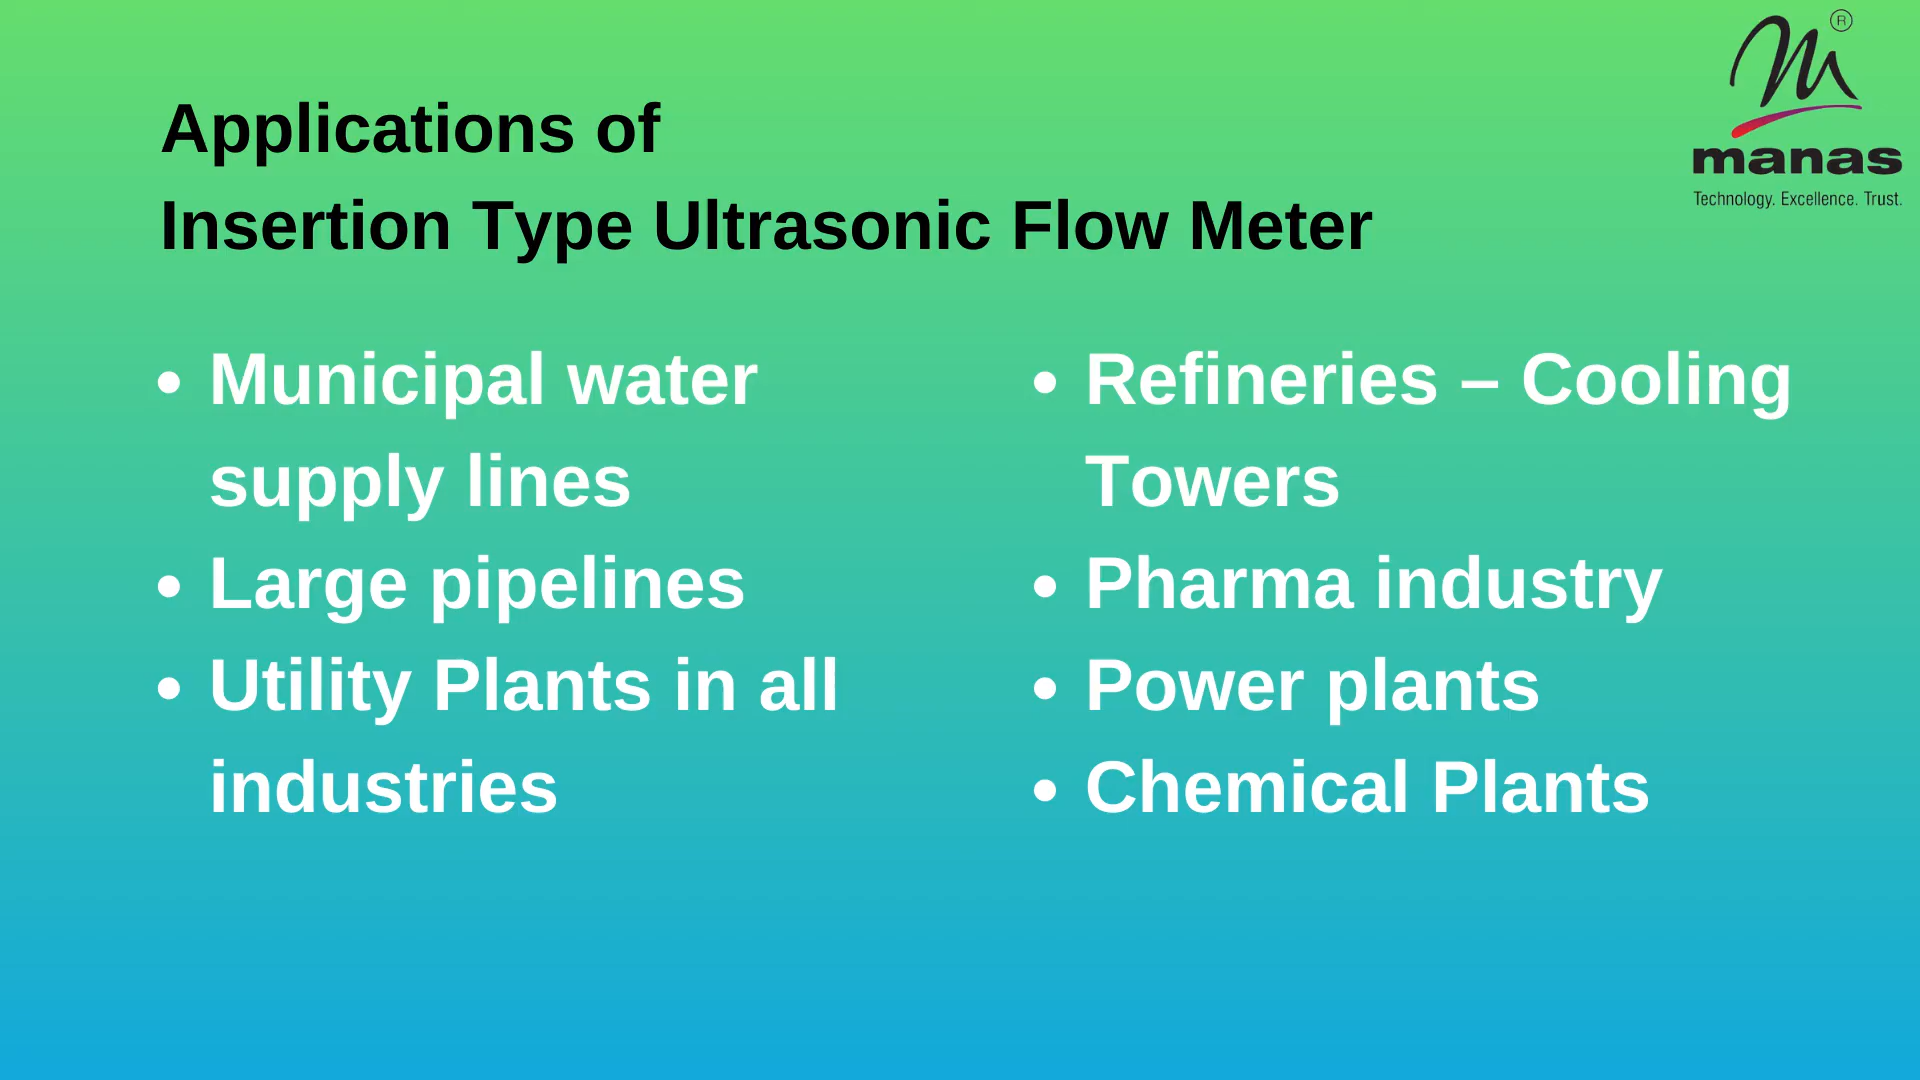 Applications of
Insertion Type Ultrasonic Flow Meter
® 
manas
Technology. Excellence. Trust.
• Municipal water
supply lines
• Large pipelines
• Utility Plants in all
industries
• Refineries – Cooling
Towers
• Pharma industry
• Power plants
• Chemical Plants